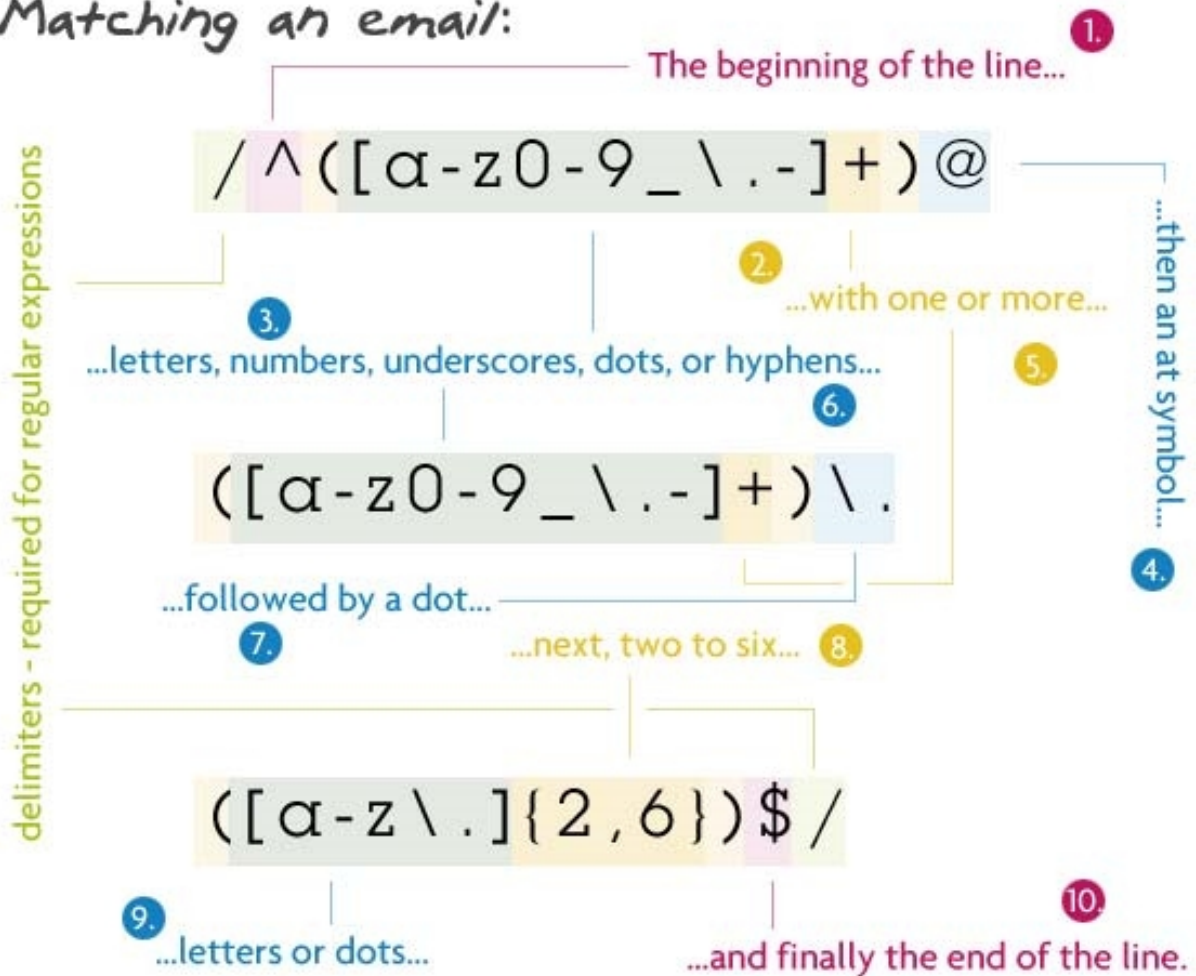 Matching an email:
1.
The beginning of the line...
/^([a-z0-9_\.-]+)@
2.
...with one or more...
3.
...letters, numbers, underscores, dots, or hyphens...
...then an at symbol...
4.
5.
6.
([a-z0-9_\.-]+)\.
...followed by a dot...
7.
...next, two to six...
8.
delimiters - required for regular expressions
([a-z\.]{2,6})$/
9.
...letters or dots...
10.
...and finally the end of the line.